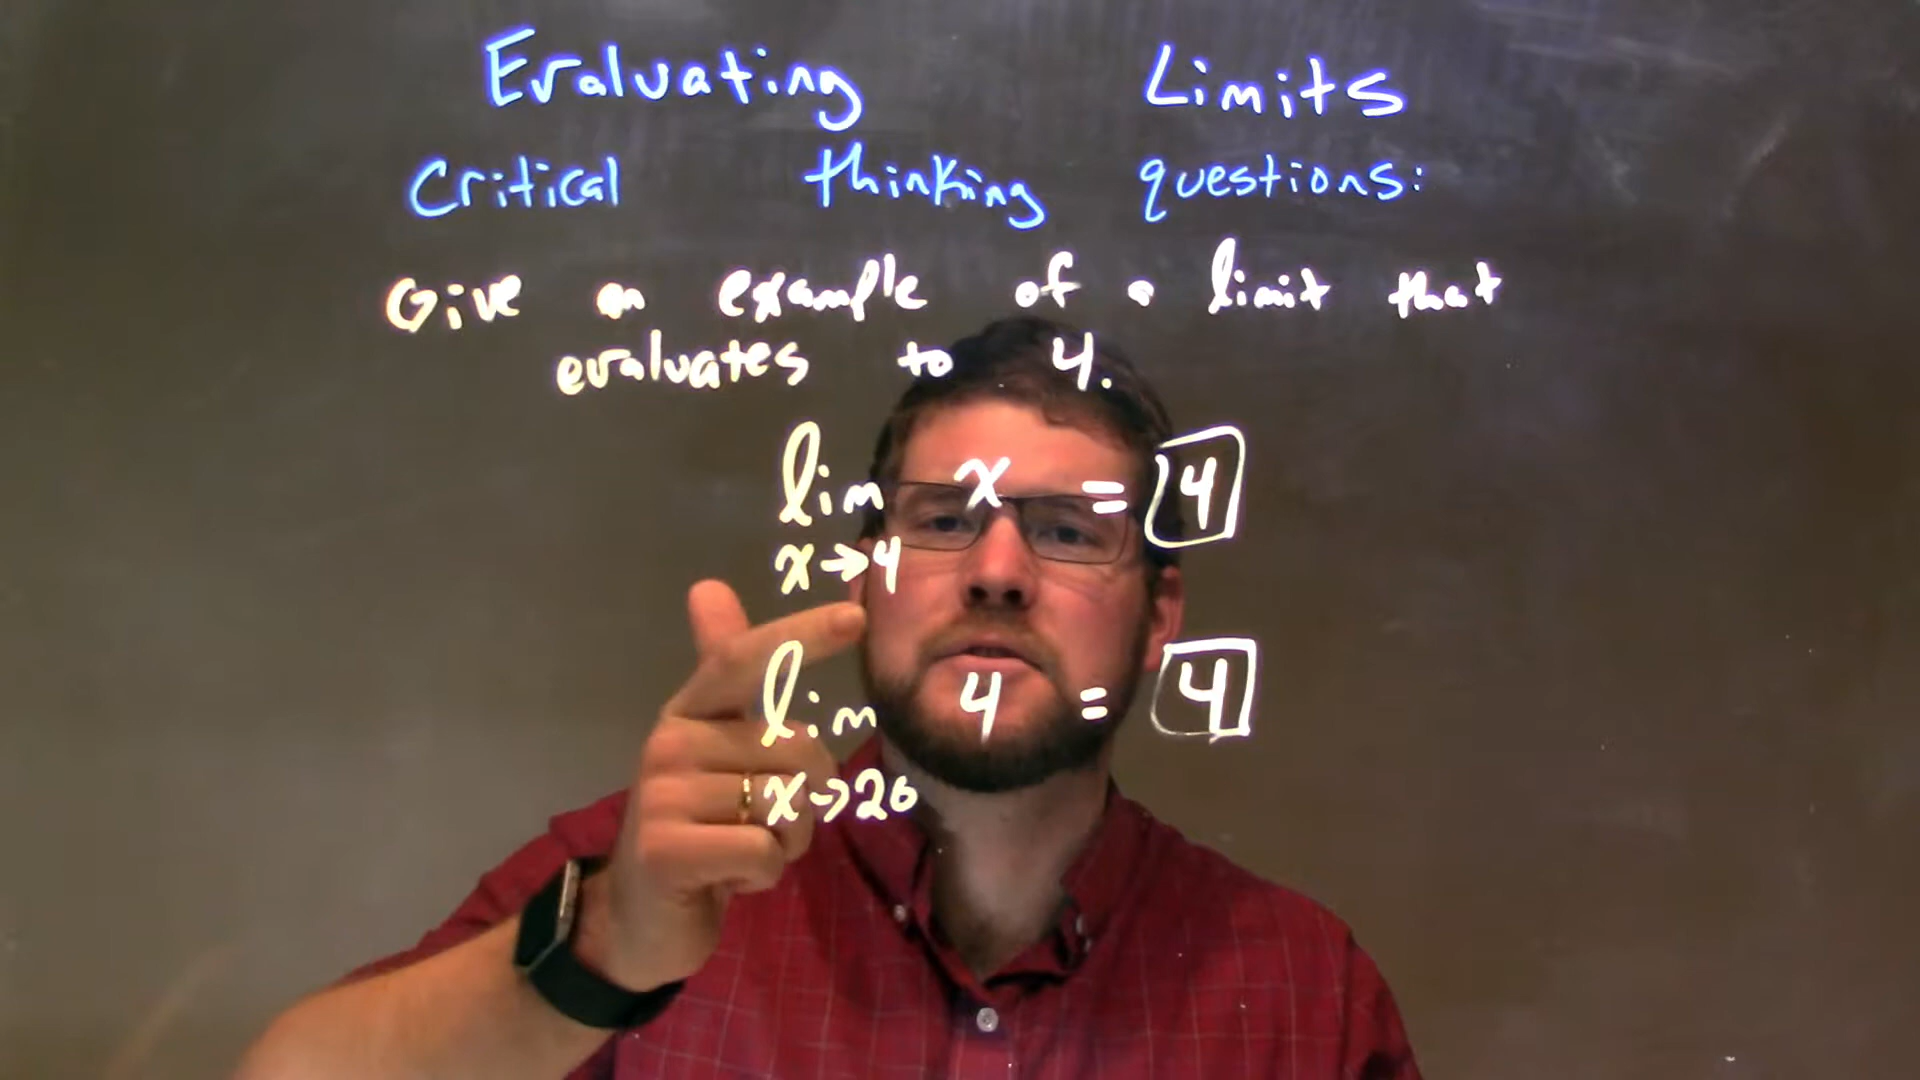 Evaluating Limits
Critical thinking questions:
Give an example of a limit that
evaluates to 4.
lim x = 4
x→4
lim 4 = 4
x→20